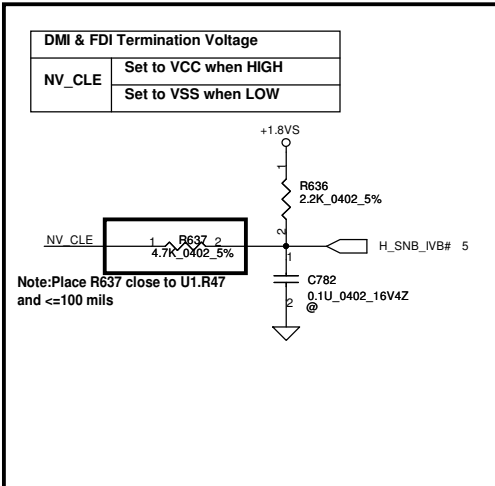 DMI & FDI Termination Voltage
NV_CLE
Set to VCC when HIGH
Set to VSS when LOW
+1.8VS
1
R636
2.2K_0402_5%
2
NV_CLE
1 R637 2
4.7K_0402_5%
H_SNB_IVB# 5
1
C782
0.1U_0402_16V4Z
2
@
Note:Place R637 close to U1.R47
and <=100 mils